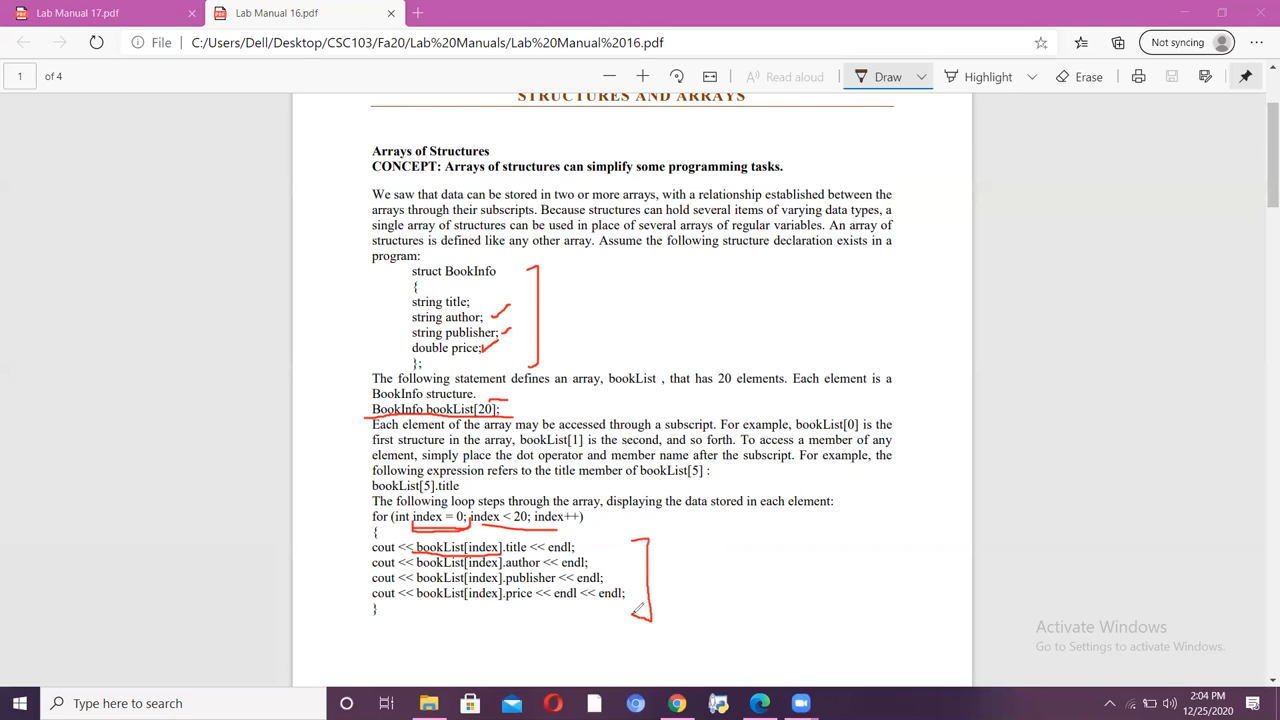 Lab Manual 17.pdf
Lab Manual 16.pdf
File
C:/Users/Dell/Desktop/CSC103/Fa20/Lab%20Manuals/Lab%20Manual%2016.pdf
Not syncing
1 of 4
Read aloud
Draw
Highlight
Erase
STRUCTURES AND ARRAYS
Arrays of Structures
CONCEPT: Arrays of structures can simplify some programming tasks.
We saw that data can be stored in two or more arrays, with a relationship established between the
arrays through their subscripts. Because structures can hold several items of varying data types, a
single array of structures can be used in place of several arrays of regular variables. An array of
structures is defined like any other array. Assume the following structure declaration exists in a
program:
struct BookInfo
{
string title;
string author;
string publisher;
double price;
};
The following statement defines an array, bookList , that has 20 elements. Each element is a
BookInfo structure.
BookInfo bookList[20];
Each element of the array may be accessed through a subscript. For example, bookList[0] is the
first structure in the array, bookList[1] is the second, and so forth. To access a member of any
element, simply place the dot operator and member name after the subscript. For example, the
following expression refers to the title member of bookList[5] :
bookList[5].title
The following loop steps through the array, displaying the data stored in each element:
for (int index = 0; index < 20; index++)
{
cout << bookList[index].title << endl;
cout << bookList[index].author << endl;
cout << bookList[index].publisher << endl;
cout << bookList[index].price << endl << endl;
}
Activate Windows
Go to Settings to activate Windows.
Type here to search
2:04 PM
12/25/2020